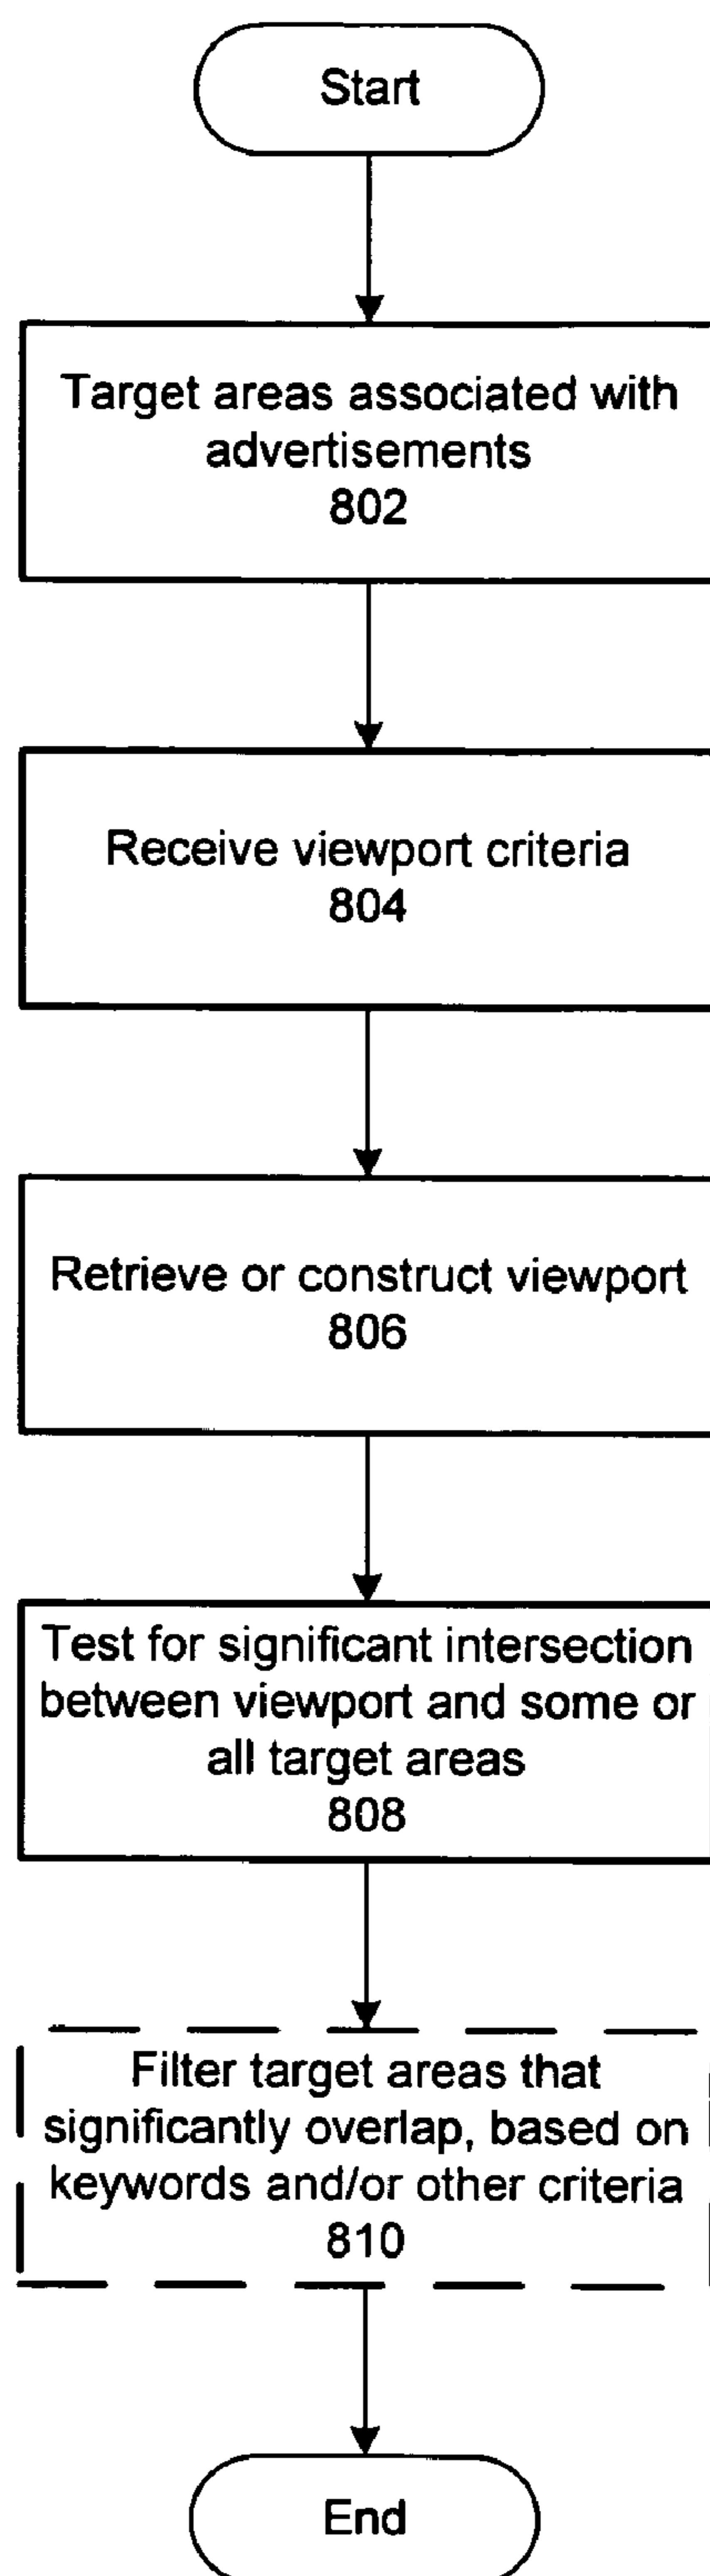 Start
Target areas associated with
advertisements
802
Receive viewport criteria
804
Retrieve or construct viewport
806
Test for significant intersection
between viewport and some or
all target areas
808
Filter target areas that
significantly overlap, based on
keywords and/or other criteria
810
End